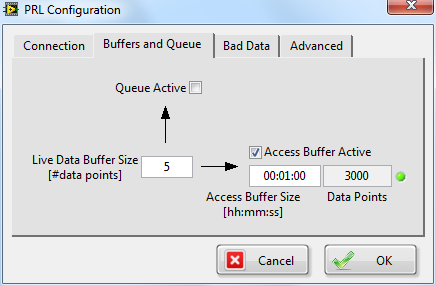 PRL Configuration
Connection Buffers and Queue Bad Data Advanced
Queue Active
Live Data Buffer Size
[#data points]
5
Access Buffer Active
00:01:00 3000
Access Buffer Size Data Points
[hh:mm:ss]
Cancel OK